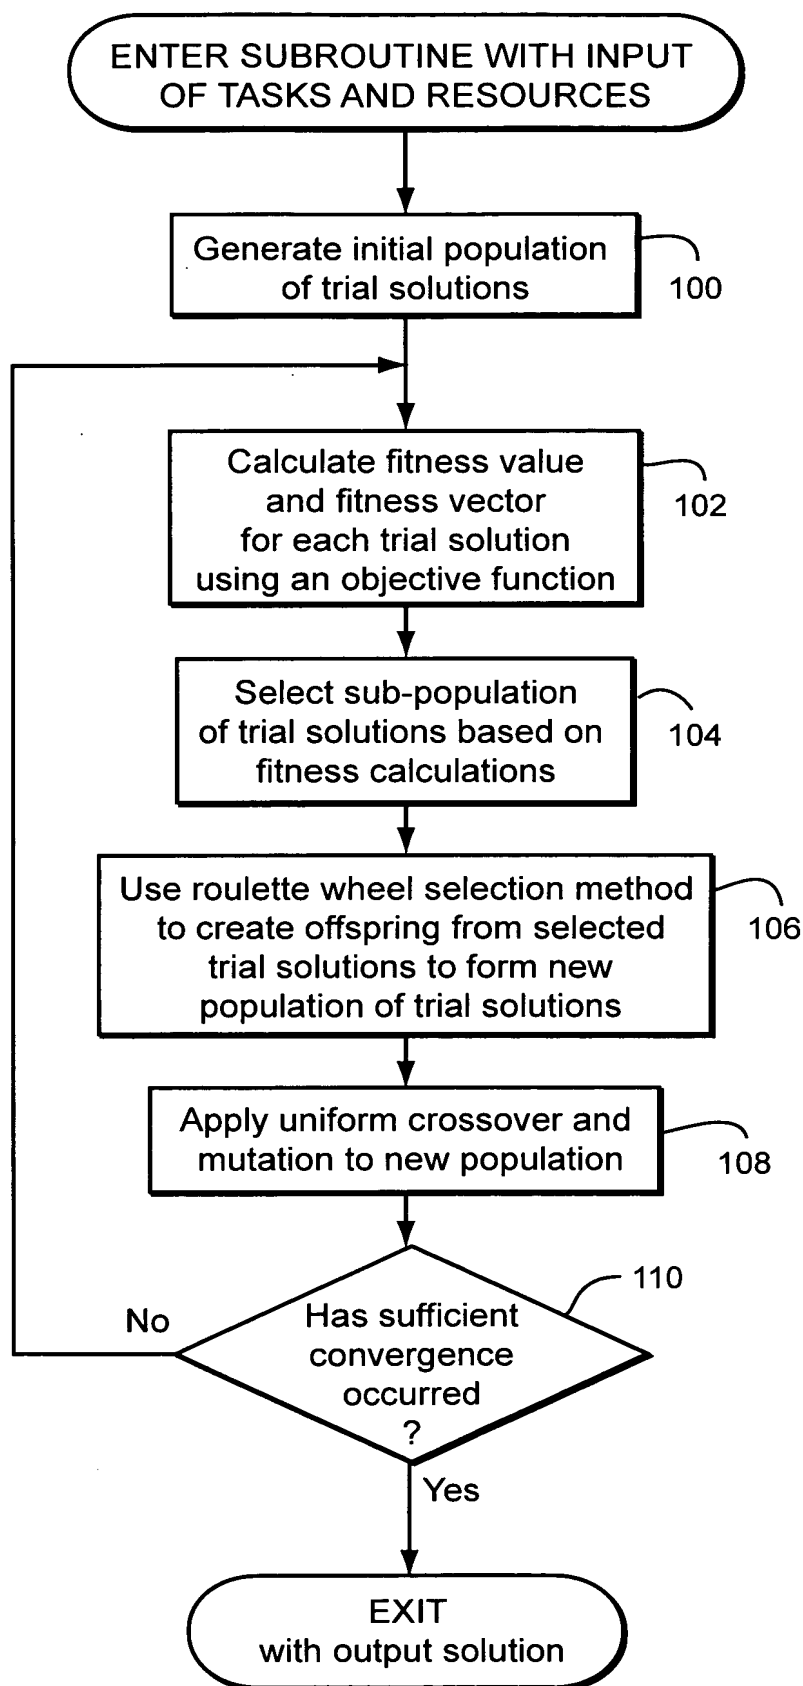 ENTER SUBROUTINE WITH INPUT
OF TASKS AND RESOURCES
Generate initial population
of trial solutions
100
Calculate fitness value
and fitness vector
for each trial solution
using an objective function
102
Select sub-population
of trial solutions based on
fitness calculations
104
Use roulette wheel selection method
to create offspring from selected
trial solutions to form new
population of trial solutions
106
Apply uniform crossover and
mutation to new population
108
110
No
Has sufficient
convergence
occurred
?
Yes
EXIT
with output solution